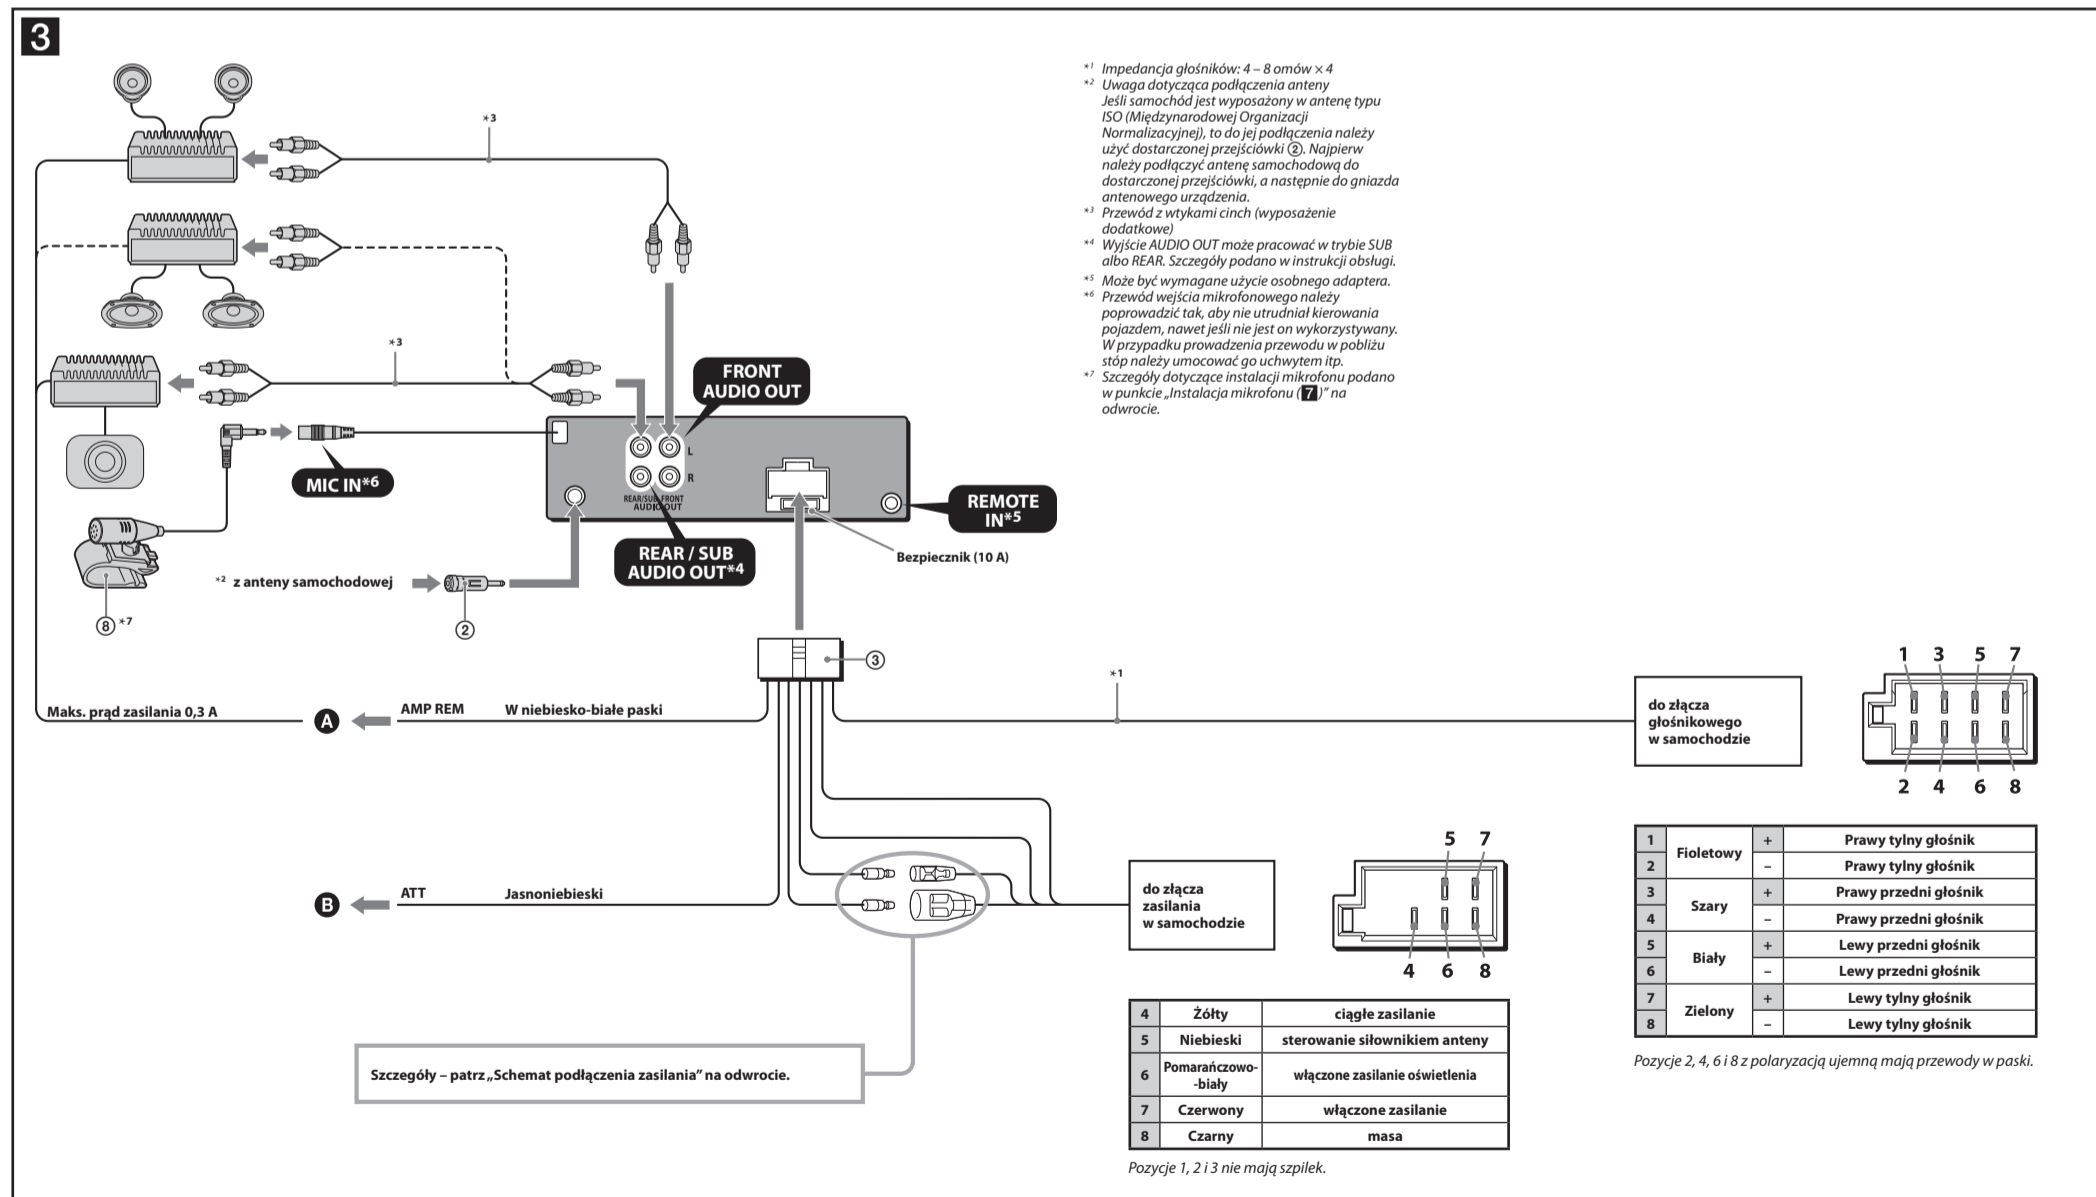 3
*1 Impedancja głośników: 4 – 8 omów × 4
*2 Uwaga dotycząca podłączenia anteny
Jeśli samochód jest wyposażony w antenę typu
ISO (Międzynarodowej Organizacji
Normalizacyjnej), to do jej podłączenia należy
użyć dostarczonej przejściówki ②. Najpierw
należy podłączyć antenę samochodową do
dostarczonej przejściówki, a następnie do gniazda
antenowego urządzenia.
*3 Przewód z wtykami cinch (wyposażenie
dodatkowe)
*4 Wyjście AUDIO OUT może pracować w trybie SUB
albo REAR. Szczegóły podano w instrukcji obsługi.
*5 Może być wymagane użycie osobnego adaptera.
*6 Przewód wejścia mikrofonowego należy
poprowadzić tak, aby nie utrudniał kierowania
pojazdem, nawet jeśli nie jest on wykorzystywany.
W przypadku prowadzenia przewodu w pobliżu
stóp należy umocować go uchwytem itp.
*7 Szczegóły dotyczące instalacji mikrofonu podano
w punkcie „Instalacja mikrofonu (7)” na
odwrocie.
*3
*3
FRONT
AUDIO OUT
L
R
REAR/SUB FRONT
AUDIO OUT
MIC IN*6
REMOTE
IN*5
REAR / SUB
AUDIO OUT*4
Bezpiecznik (10 A)
*2 z anteny samochodowej
⑧ *7
②
③
*1
Maks. prąd zasilania 0,3 A
A
AMP REM W niebiesko-białe paski
do złącza
głośnikowego
w samochodzie
1 3 5 7
2 4 6 8
B
ATT Jasnoniebieski
do złącza
zasilania
w samochodzie
5 7
4 6 8
1 Fioletowy + Prawy tylny głośnik
2 – Prawy tylny głośnik
3 Szary + Prawy przedni głośnik
4 – Prawy przedni głośnik
5 Biały + Lewy przedni głośnik
6 – Lewy przedni głośnik
7 Zielony + Lewy tylny głośnik
8 – Lewy tylny głośnik
Pozycje 2, 4, 6 i 8 z polaryzacją ujemną mają przewody w paski.
4 Żółty ciągłe zasilanie
5 Niebieski sterowanie siłownikiem anteny
6 Pomarańczowo-
-biały włączone zasilanie oświetlenia
7 Czerwony włączone zasilanie
8 Czarny masa
Pozycje 1, 2 i 3 nie mają szpilek.
Szczegóły – patrz „Schemat podłączenia zasilania” na odwrocie.